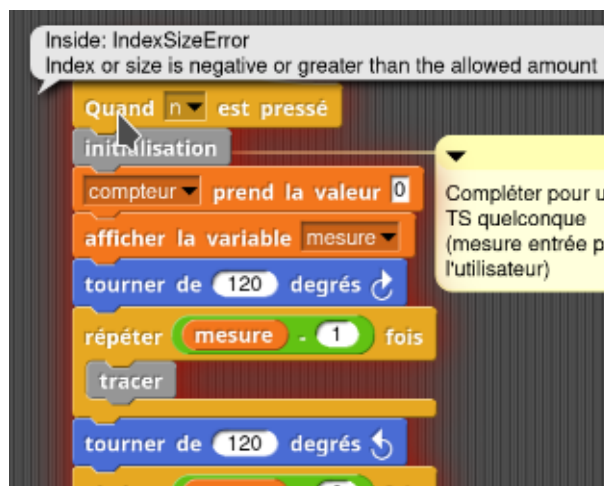 Inside: IndexSizeError
Index or size is negative or greater than the allowed amount
Quand n est pressé
initialisation
compteur prend la valeur 0
afficher la variable mesure
tourner de 120 degrés
répéter mesure - 1 fois
tracer
tourner de 120 degrés
Compléter pour u
TS quelconque
(mesure entrée p
l'utilisateur)